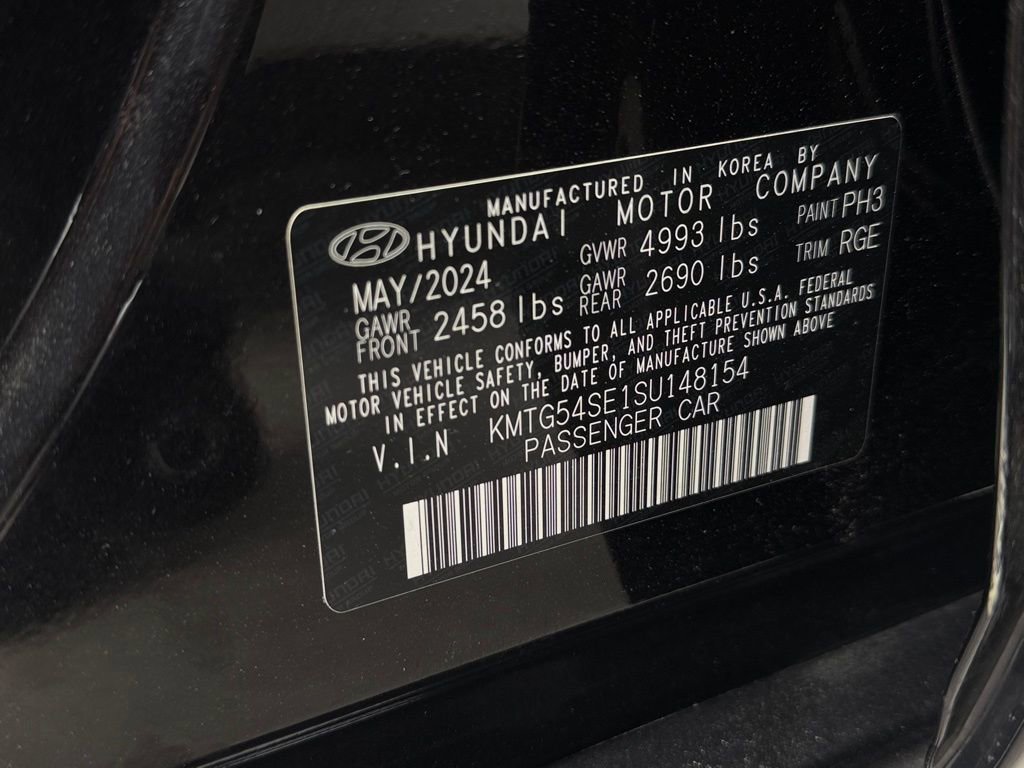 MANUFACTURED IN KOREA BY
HYUNDAI MOTOR COMPANY
MAY/2024 GVWR 4993 lbs PAINT PH3
GAWR FRONT 2458 lbs GAWR REAR 2690 lbs TRIM RGE
THIS VEHICLE CONFORMS TO ALL APPLICABLE U.S.A. FEDERAL
MOTOR VEHICLE SAFETY, BUMPER, AND THEFT PREVENTION STANDARDS
IN EFFECT ON THE DATE OF MANUFACTURE SHOWN ABOVE
V.I.N KMTG54SE1SU148154
PASSENGER CAR